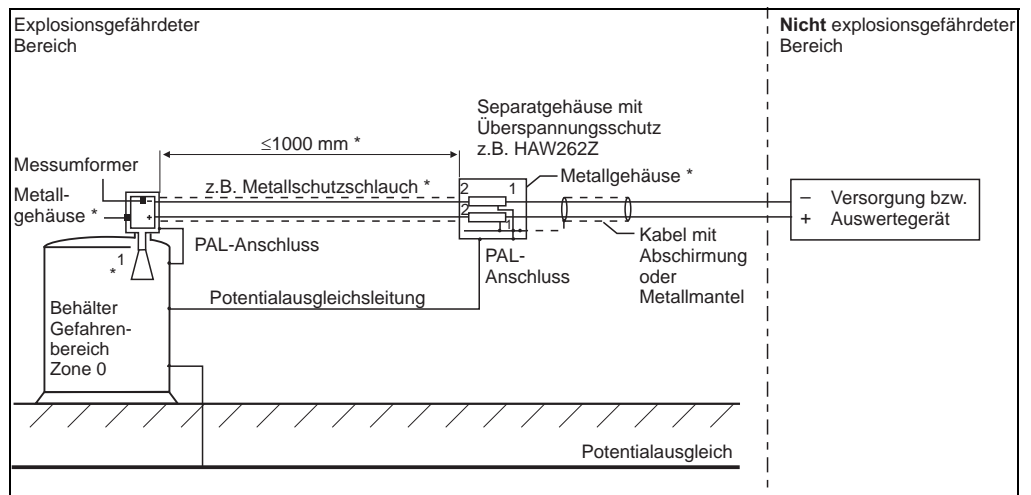 Explosionsgefährdeter
Bereich
Nicht explosionsgefährdeter
Bereich
Separatgehäuse mit
Überspannungsschutz
z.B. HAW262Z
≤1000 mm *
Messumformer
Metall-
gehäuse *
z.B. Metallschutzschlauch *
Metallgehäuse *
2
1
2
1
–
+
– Versorgung bzw.
+ Auswertegerät
PAL-Anschluss
PAL-
Anschluss
Kabel mit
Abschirmung
oder
Metallmantel
1
*
Potentialausgleichsleitung
Behälter
Gefahren-
bereich
Zone 0
Potentialausgleich